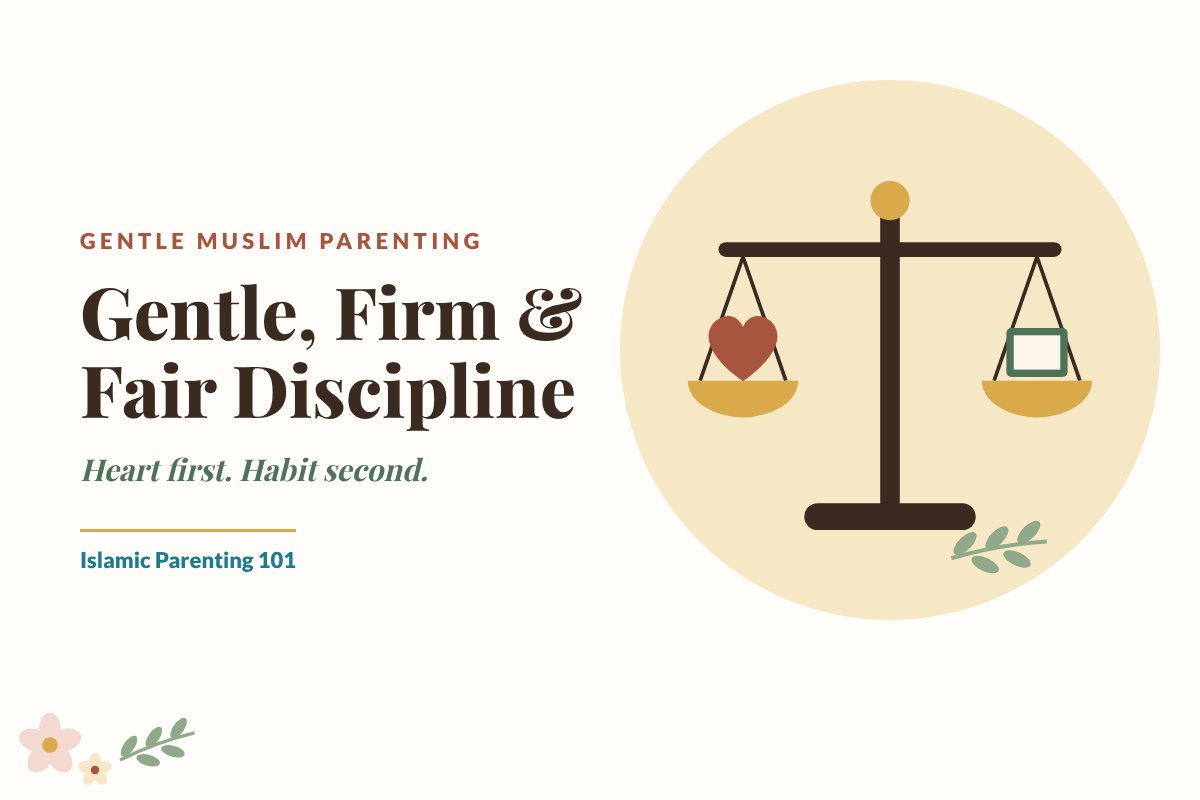 GENTLE MUSLIM PARENTING
Gentle, Firm &
Fair Discipline
Heart first. Habit second.
Islamic Parenting 101